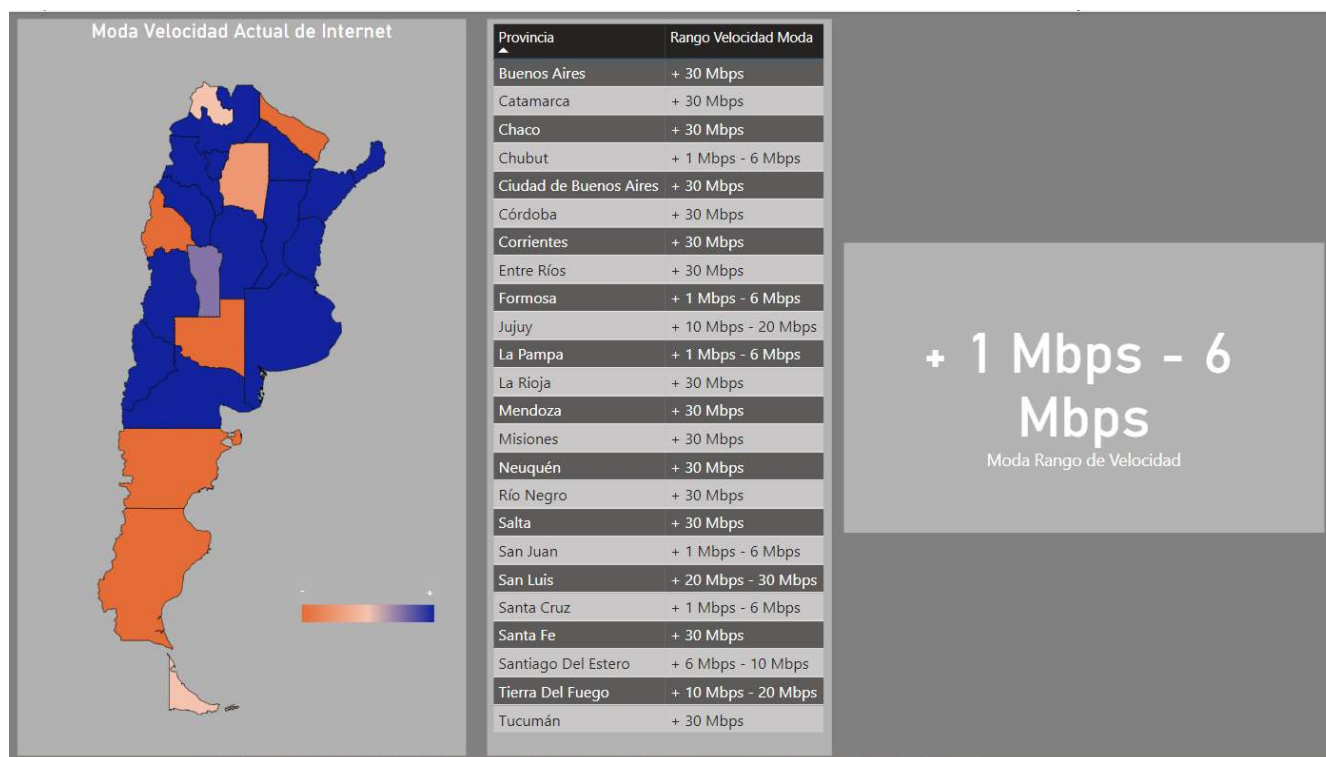 Moda Velocidad Actual de Internet
- +
Provincia Rango Velocidad Moda
Buenos Aires + 30 Mbps
Catamarca + 30 Mbps
Chaco + 30 Mbps
Chubut + 1 Mbps - 6 Mbps
Ciudad de Buenos Aires + 30 Mbps
Córdoba + 30 Mbps
Corrientes + 30 Mbps
Entre Ríos + 30 Mbps
Formosa + 1 Mbps - 6 Mbps
Jujuy + 10 Mbps - 20 Mbps
La Pampa + 1 Mbps - 6 Mbps
La Rioja + 30 Mbps
Mendoza + 30 Mbps
Misiones + 30 Mbps
Neuquén + 30 Mbps
Río Negro + 30 Mbps
Salta + 30 Mbps
San Juan + 1 Mbps - 6 Mbps
San Luis + 20 Mbps - 30 Mbps
Santa Cruz + 1 Mbps - 6 Mbps
Santa Fe + 30 Mbps
Santiago Del Estero + 6 Mbps - 10 Mbps
Tierra Del Fuego + 10 Mbps - 20 Mbps
Tucumán + 30 Mbps
+ 1 Mbps - 6
Mbps
Moda Rango de Velocidad